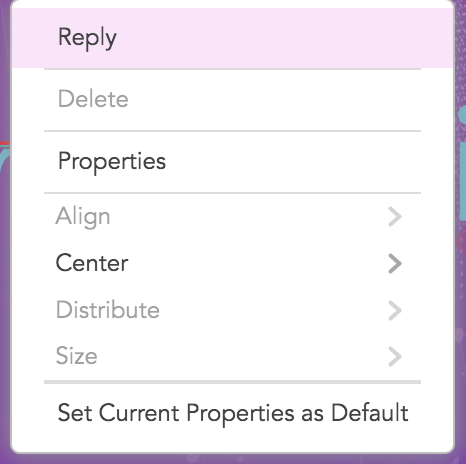 Reply
Delete
Properties
Align
Center
Distribute
Size
Set Current Properties as Default